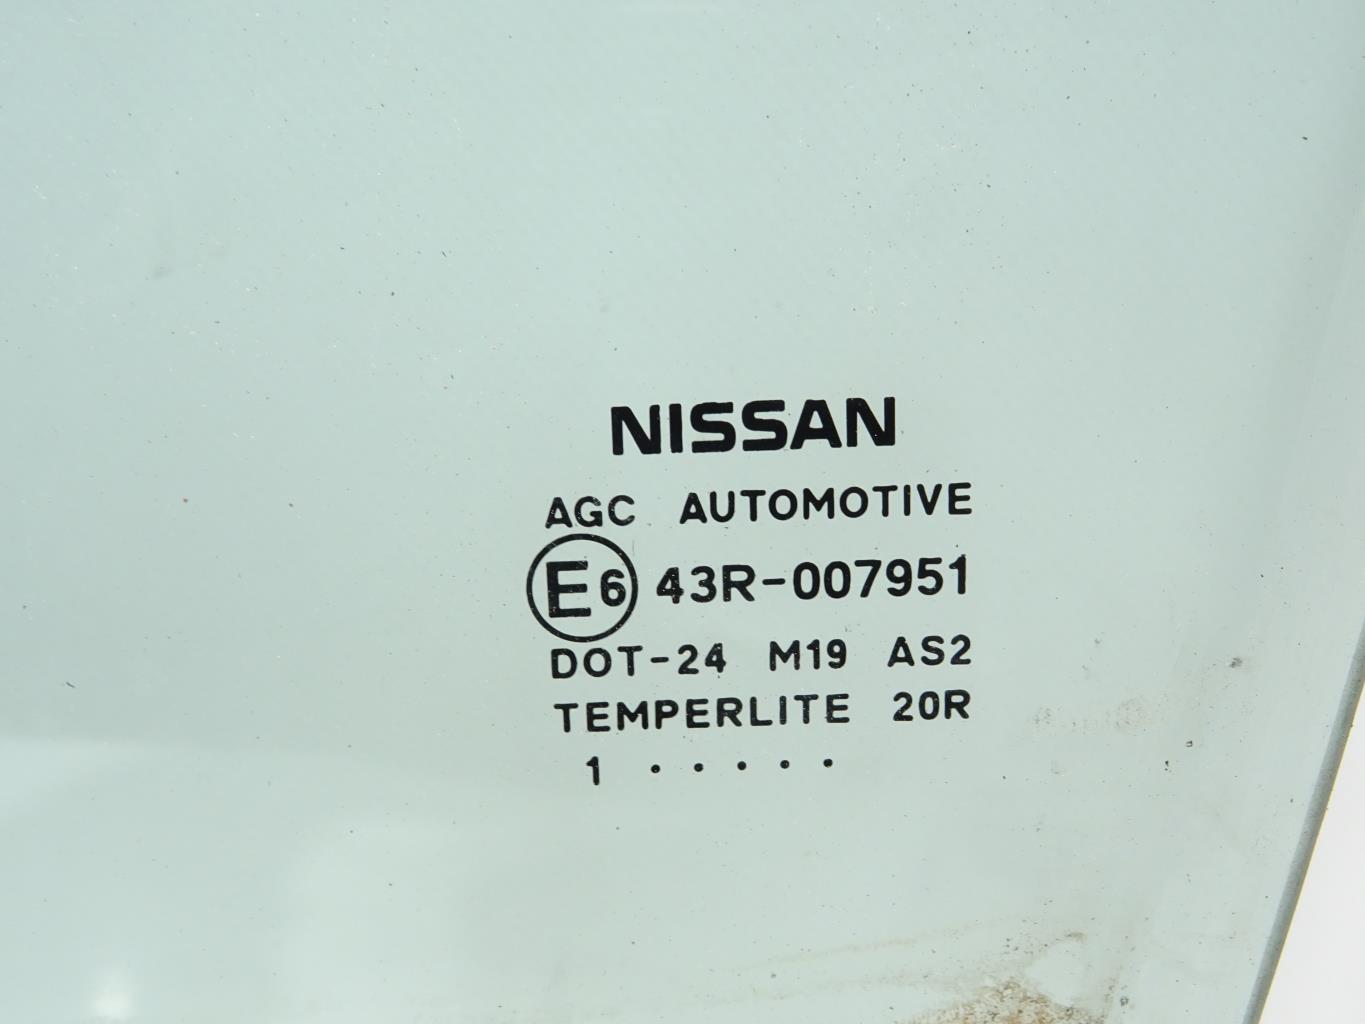 NISSAN
AGC AUTOMOTIVE
E6 43R-007951
DOT-24 M19 AS2
TEMPERLITE 20R
1 · · · · ·